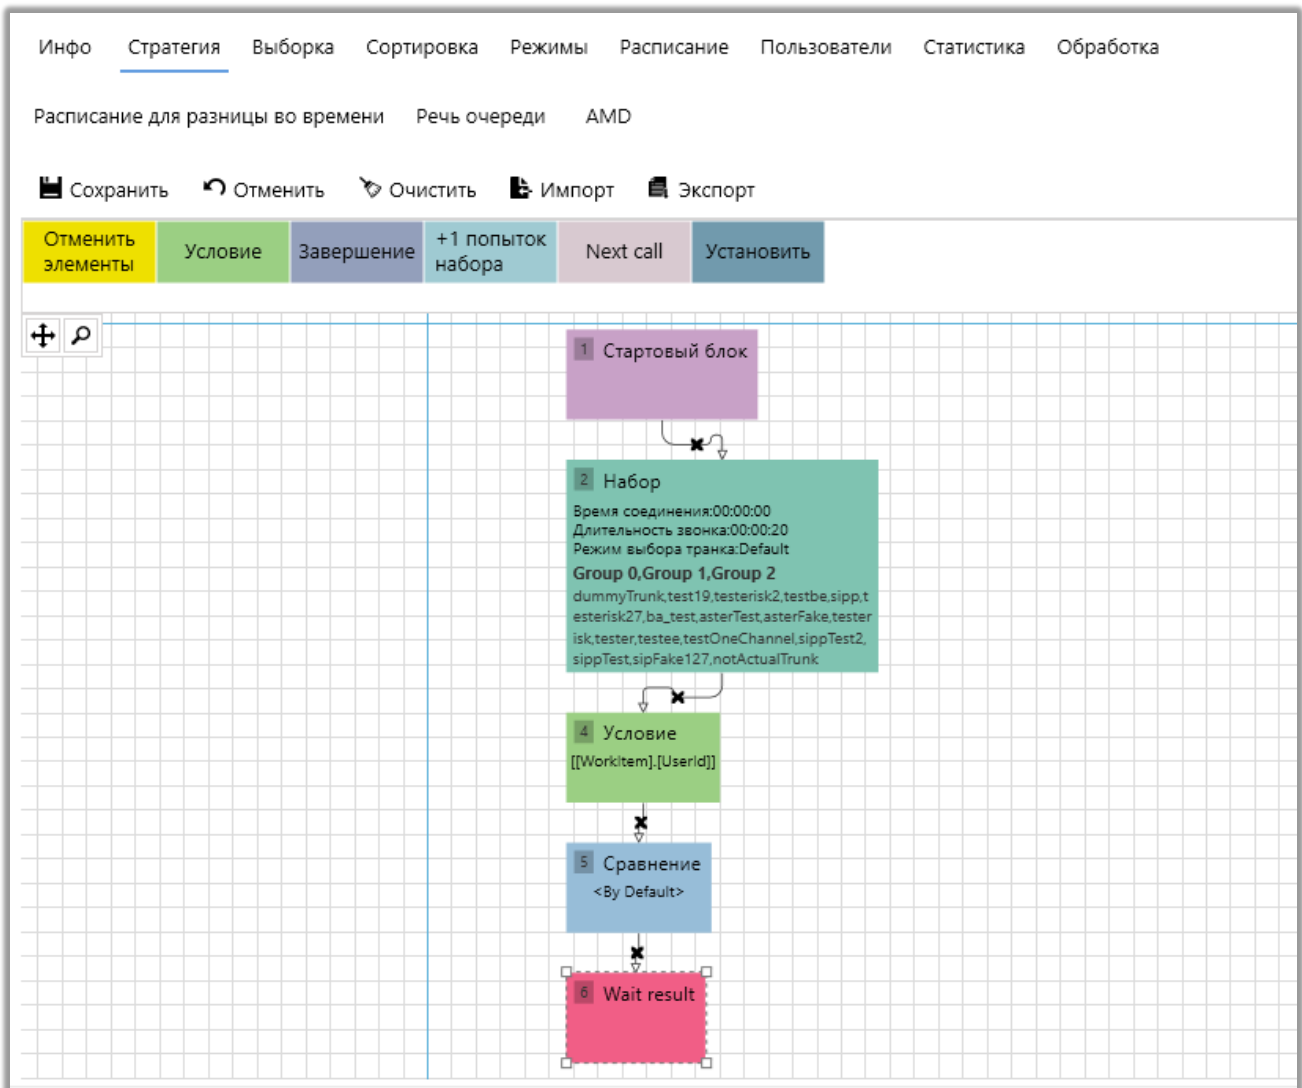 Инфо Стратегия Выборка Сортировка Режимы Расписание Пользователи Статистика Обработка
Расписание для разницы во времени Речь очереди AMD
Сохранить Отменить Очистить Импорт Экспорт
Отменить элементы
Условие
Завершение
+1 попыток набора
Next call
Установить
1 Стартовый блок
2 Набор
Время соединения:00:00:00
Длительность звонка:00:00:20
Режим выбора транка:Default
Group 0,Group 1,Group 2
dummyTrunk,test19,testerisk2,testbe,sipp,t
esterisk27,ba_test,asterTest,asterFake,tester
isk,tester,testee,testOneChannel,sippTest2,
sippTest,sipFake127,notActualTrunk
4 Условие
[[WorkItem].[UserId]]
5 Сравнение
<By Default>
6 Wait result